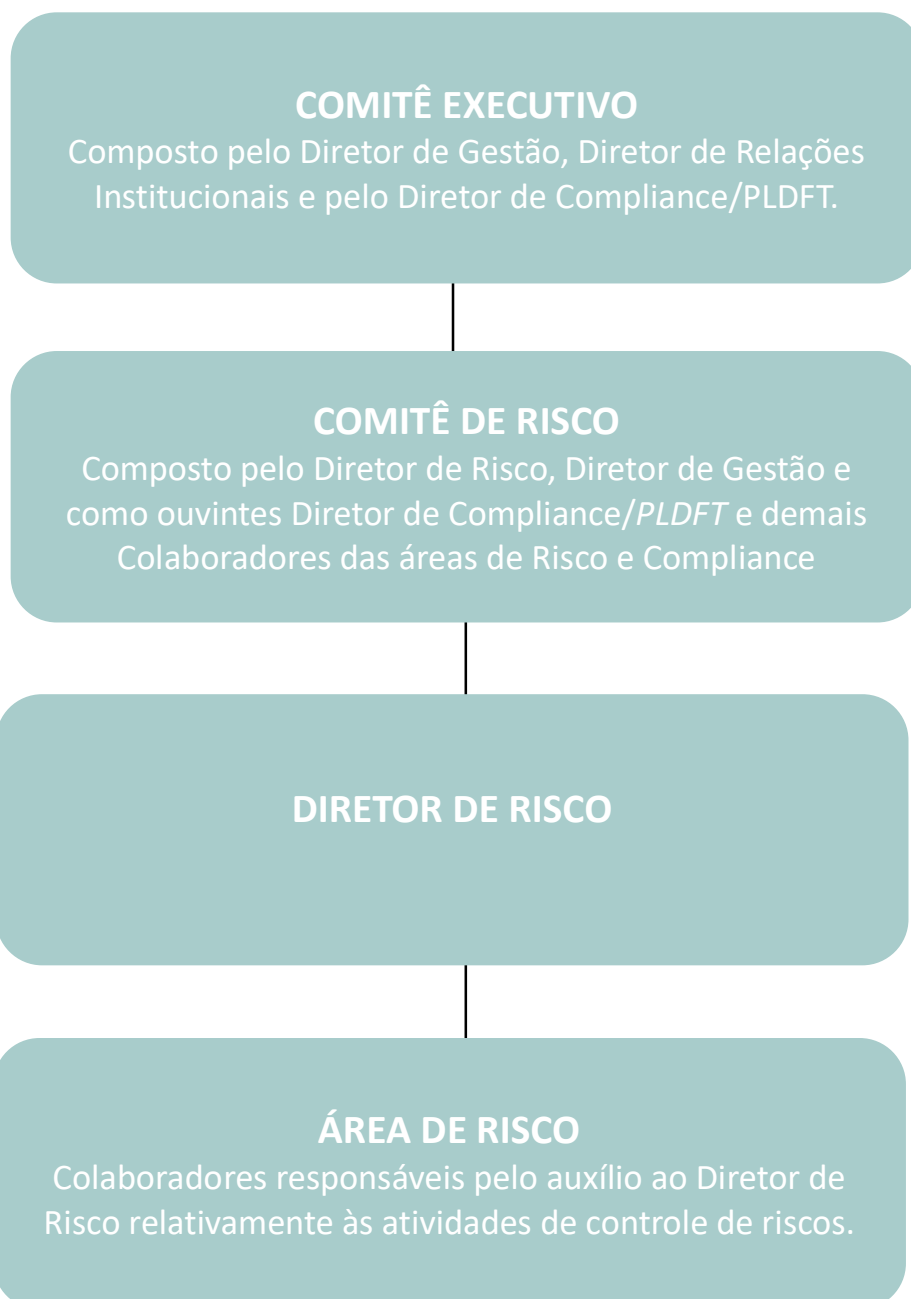 COMITÊ EXECUTIVO
Composto pelo Diretor de Gestão, Diretor de Relações
Institucionais e pelo Diretor de Compliance/PLDFT.
COMITÊ DE RISCO
Composto pelo Diretor de Risco, Diretor de Gestão e
como ouvintes Diretor de Compliance/PLDFT e demais
Colaboradores das áreas de Risco e Compliance
DIRETOR DE RISCO
ÁREA DE RISCO
Colaboradores responsáveis pelo auxílio ao Diretor de
Risco relativamente às atividades de controle de riscos.